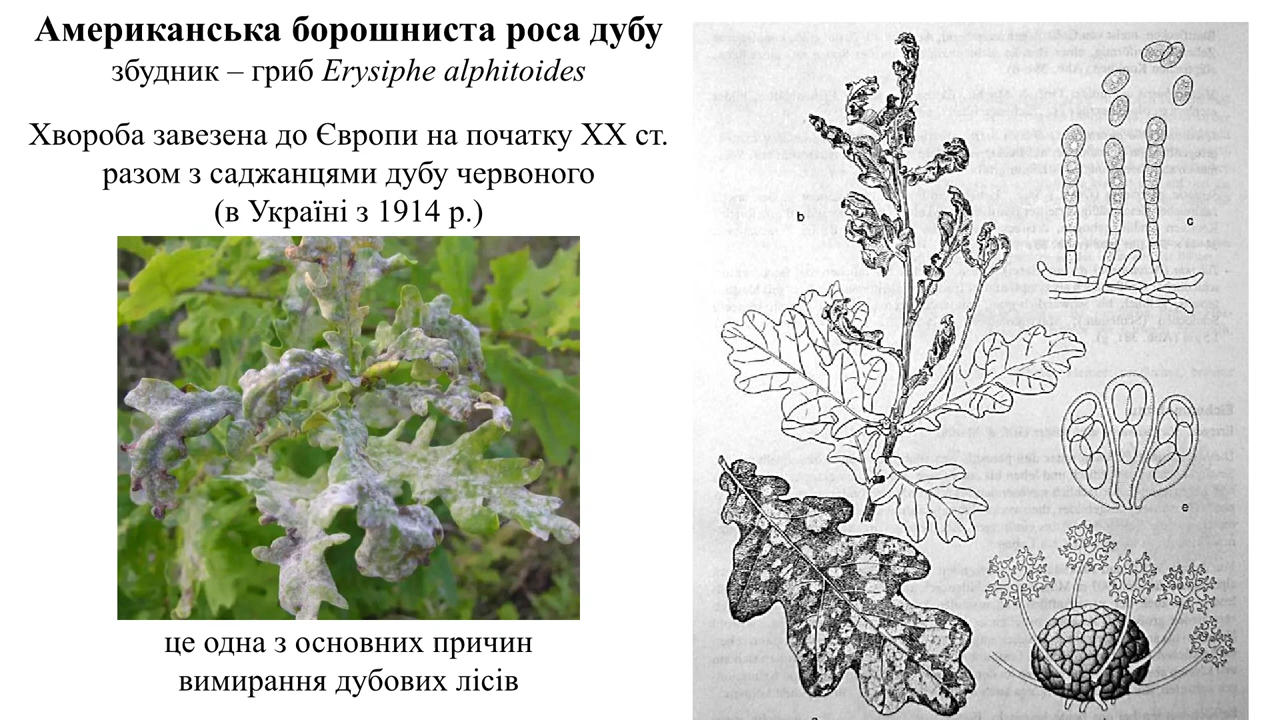 Американська борошниста роса дубу
збудник – гриб Erysiphe alphitoides
Хвороба завезена до Європи на початку XX ст.
разом з саджанцями дубу червоного
(в Україні з 1914 р.)
це одна з основних причин
вимирання дубових лісів
b
c
e